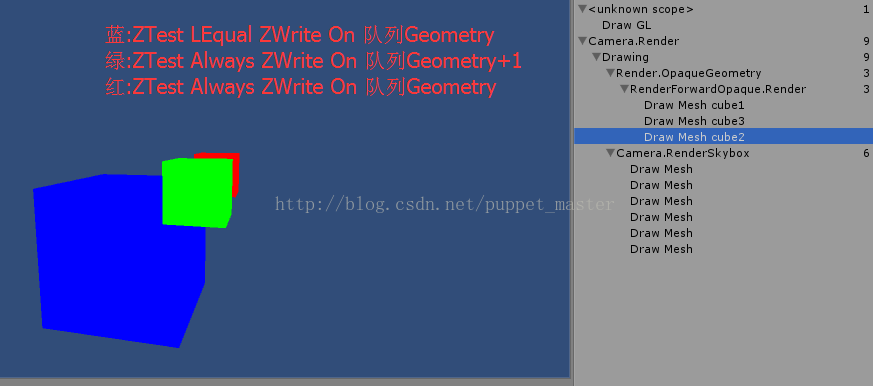 蓝:ZTest LEqual ZWrite On 队列Geometry
绿:ZTest Always ZWrite On 队列Geometry+1
红:ZTest Always ZWrite On 队列Geometry
http://blog.csdn.net/puppet_master
<unknown scope> 1
Draw GL
Camera.Render 9
Drawing 9
Render.OpaqueGeometry 3
RenderForwardOpaque.Render 3
Draw Mesh cube1
Draw Mesh cube3
Draw Mesh cube2
Camera.RenderSkybox 6
Draw Mesh
Draw Mesh
Draw Mesh
Draw Mesh
Draw Mesh
Draw Mesh